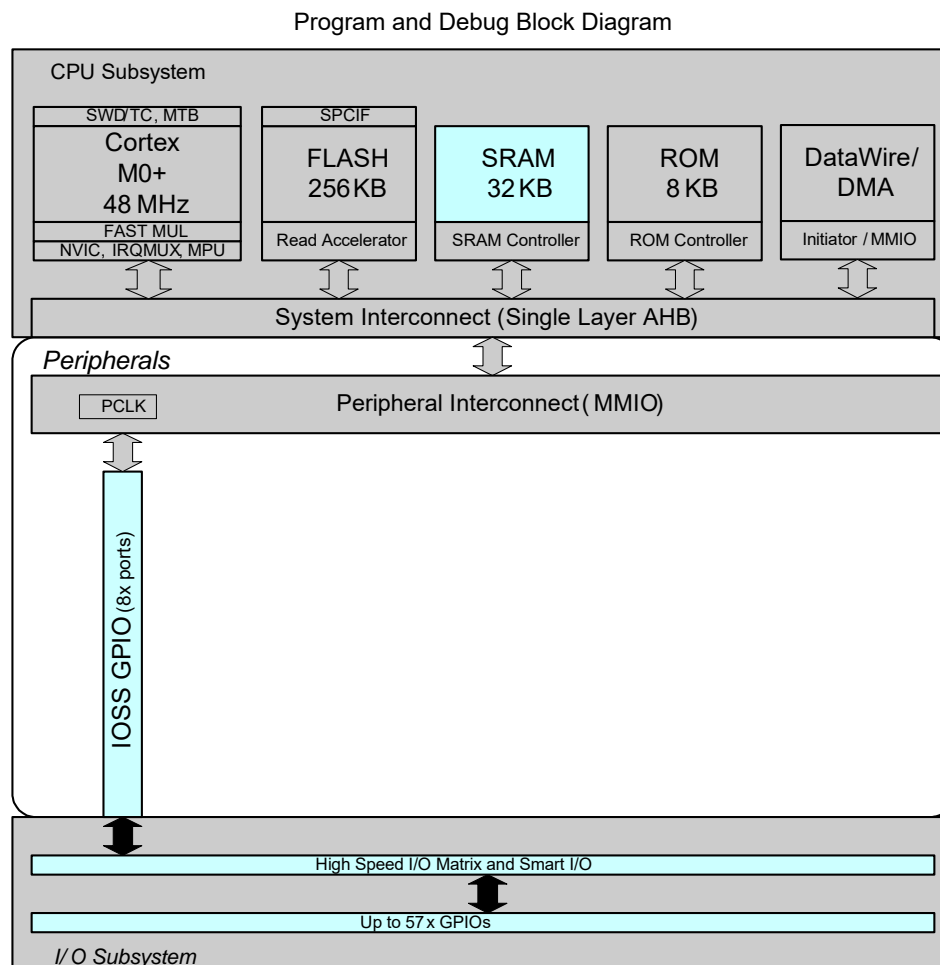 Program and Debug Block Diagram
CPU Subsystem
SWD/TC, MTB
Cortex
M0+
48 MHz
FAST MUL
NVIC, IRQMUX, MPU
SPCIF
FLASH
256 KB
Read Accelerator
SRAM
32 KB
SRAM Controller
ROM
8 KB
ROM Controller
DataWire/
DMA
Initiator / MMIO
System Interconnect (Single Layer AHB)
Peripherals
PCLK
Peripheral Interconnect (MMIO)
IOSS GPIO (8x ports)
High Speed I/O Matrix and Smart I/O
Up to 57x GPIOs
I/O Subsystem